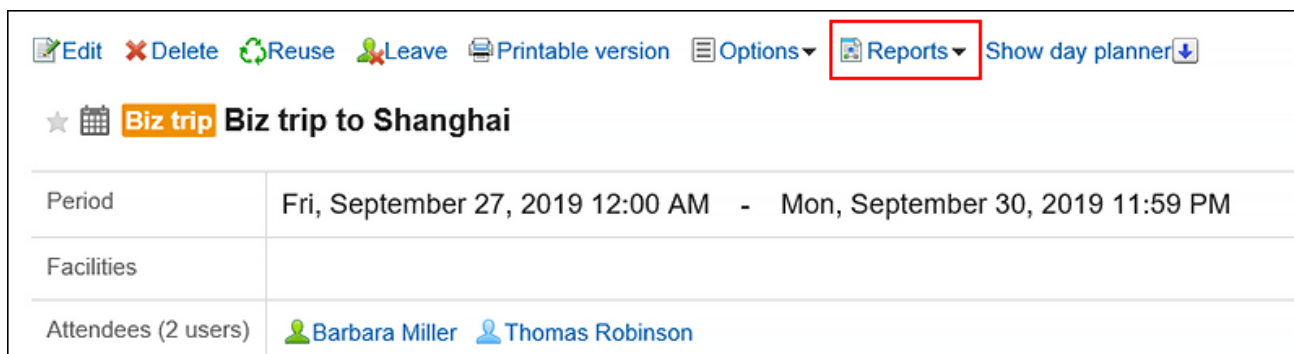 Edit Delete Reuse Leave Printable version Options Reports Show day planner
Biz trip Biz trip to Shanghai
Period Fri, September 27, 2019 12:00 AM - Mon, September 30, 2019 11:59 PM
Facilities
Attendees (2 users) Barbara Miller Thomas Robinson